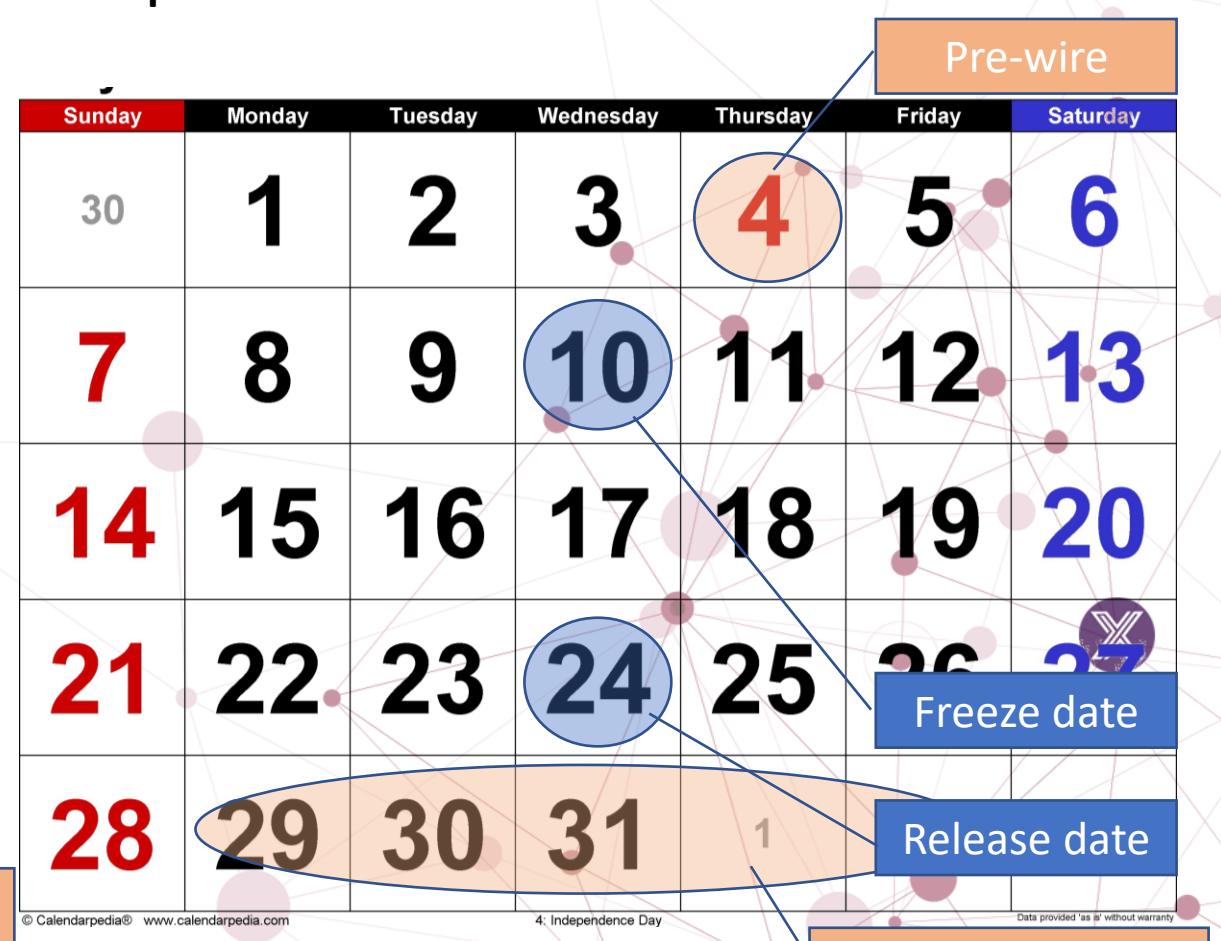 Pre-wire
Sunday Monday Tuesday Wednesday Thursday Friday Saturday
30 1 2 3 4 5 6
7 8 9 10 11 12 13
14 15 16 17 18 19 20
21 22 23 24 25 26 27
Freeze date
28 29 30 31 1
Release date
© Calendarpedia® www.calendarpedia.com 4: Independence Day Data provided 'as is' without warranty